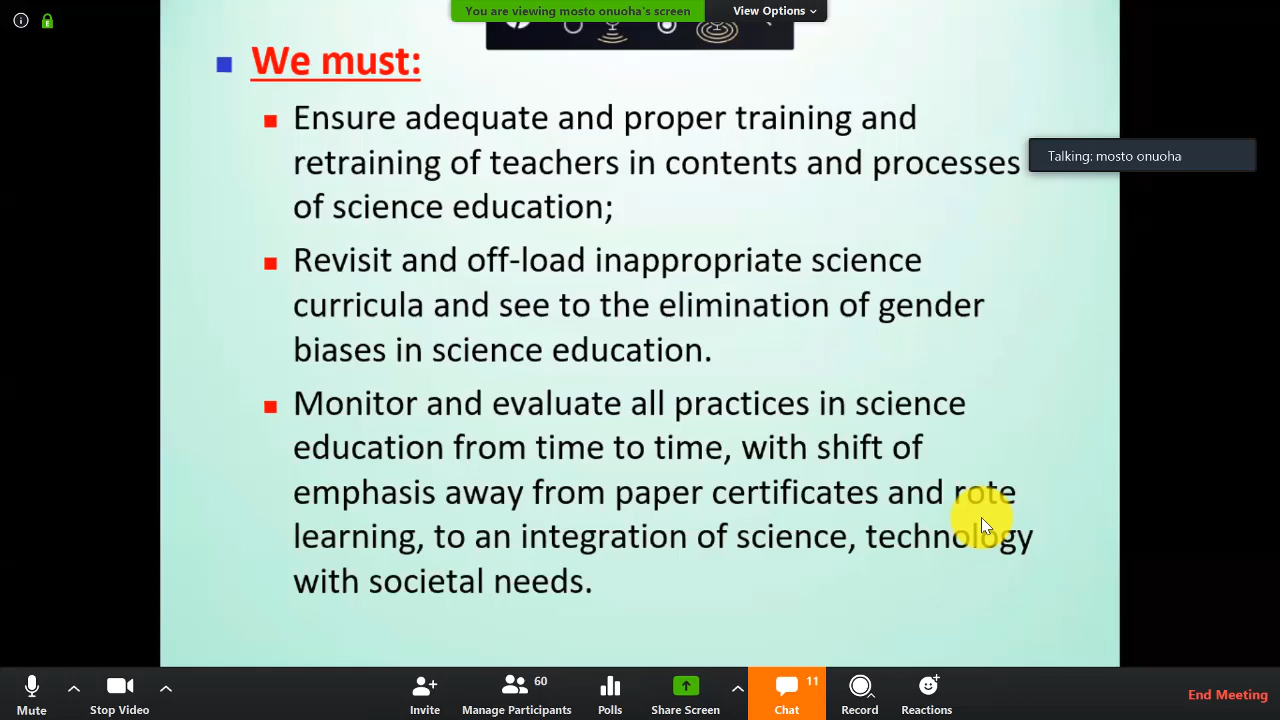 You are viewing mosto onuoha's screen
View Options
We must:
Ensure adequate and proper training and
retraining of teachers in contents and processes
of science education;
Talking: mosto onuoha
Revisit and off-load inappropriate science
curricula and see to the elimination of gender
biases in science education.
Monitor and evaluate all practices in science
education from time to time, with shift of
emphasis away from paper certificates and rote
learning, to an integration of science, technology
with societal needs.
Mute
Stop Video
Invite
60
Manage Participants
Polls
Share Screen
11
Chat
Record
Reactions
End Meeting